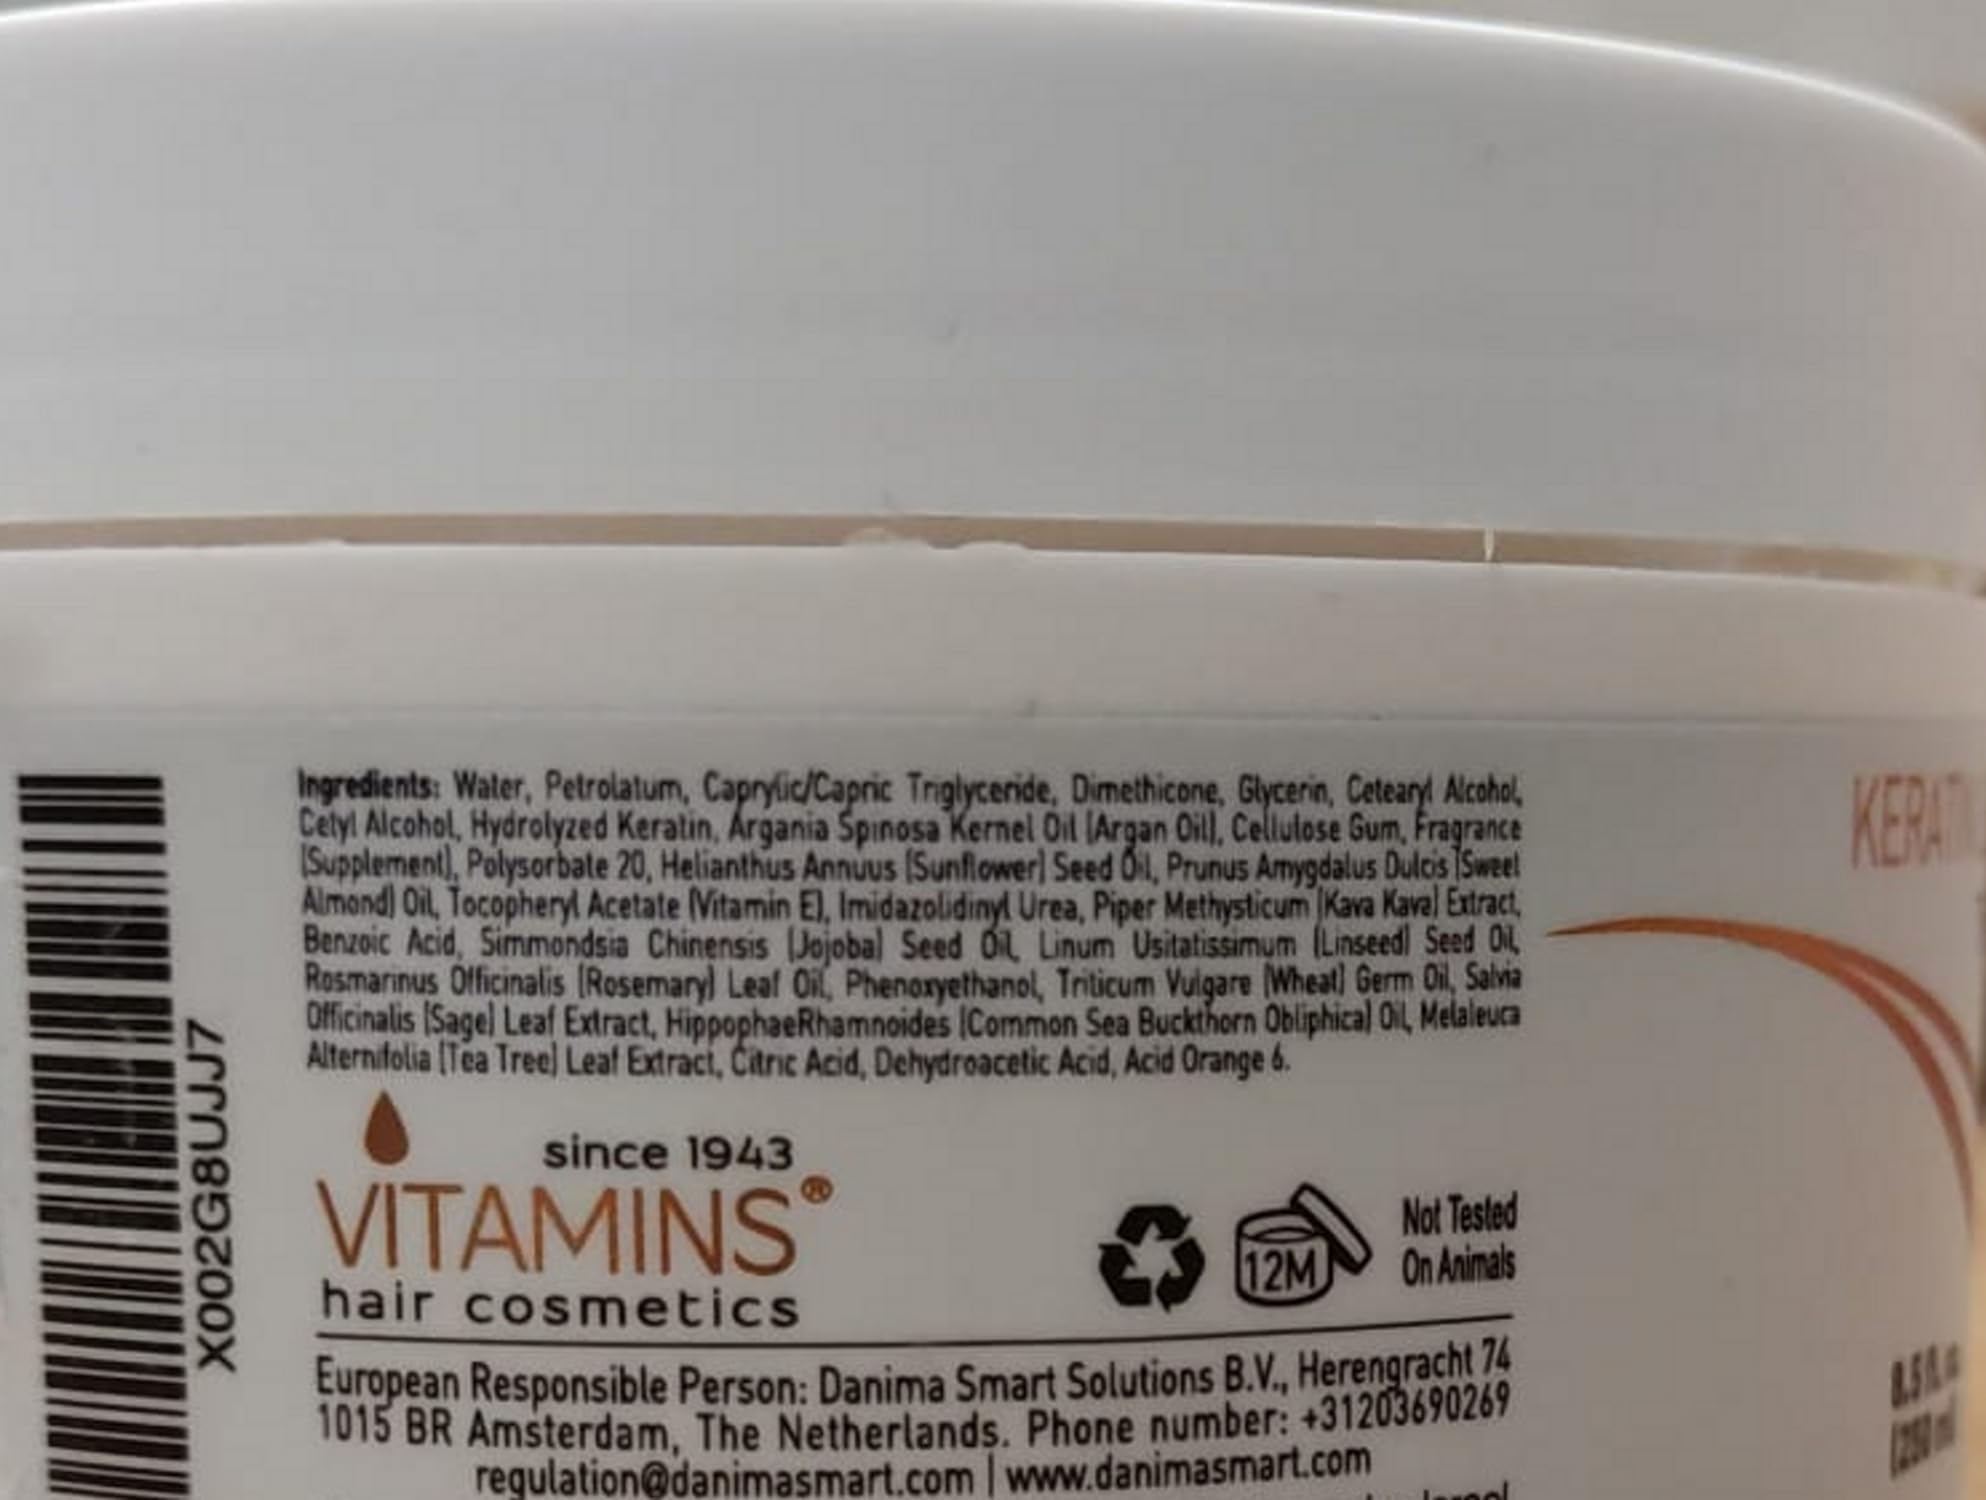 Ingredients: Water, Petrolatum, Caprylic/Capric Triglyceride, Dimethicone, Glycerin, Cetearyl Alcohol,
Cetyl Alcohol, Hydrolyzed Keratin, Argania Spinosa Kernel Oil (Argan Oil), Cellulose Gum, Fragrance
(Supplement), Polysorbate 20, Helianthus Annuus (Sunflower) Seed Oil, Prunus Amygdalus Dulcis (Sweet
Almond) Oil, Tocopheryl Acetate (Vitamin E), Imidazolidinyl Urea, Piper Methysticum (Kava Kava) Extract,
Benzoic Acid, Simmondsia Chinensis (Jojoba) Seed Oil, Linum Usitatissimum (Linseed) Seed Oil,
Rosmarinus Officinalis (Rosemary) Leaf Oil, Phenoxyethanol, Triticum Vulgare (Wheat) Germ Oil, Salvia
Officinalis (Sage) Leaf Extract, HippophaeRhamnoides (Common Sea Buckthorn Obliphica) Oil, Melaleuca
Alternifolia (Tea Tree) Leaf Extract, Citric Acid, Dehydroacetic Acid, Acid Orange 6.
X002G8UJJ7
since 1943
VITAMINS®
hair cosmetics
12M
Not Tested
On Animals
European Responsible Person: Danima Smart Solutions B.V., Herengracht 74
1015 BR Amsterdam, The Netherlands. Phone number: +31203690269
regulation@danimasmart.com | www.danimasmart.com
KERATI
8.5 fl.